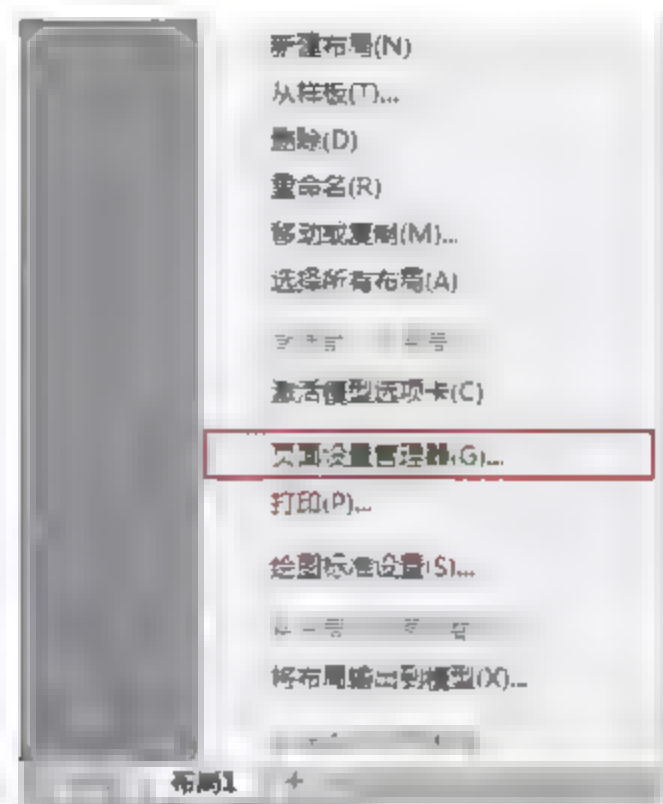 新建布局(N)
从样板(T)...
删除(D)
重命名(R)
移动或复制(M)...
选择所有布局(A)
激活模型选项卡(C)
页面设置管理器(G)...
打印(P)...
绘图标准设置(S)...
将布局输出到模型(X)...
布局1 +